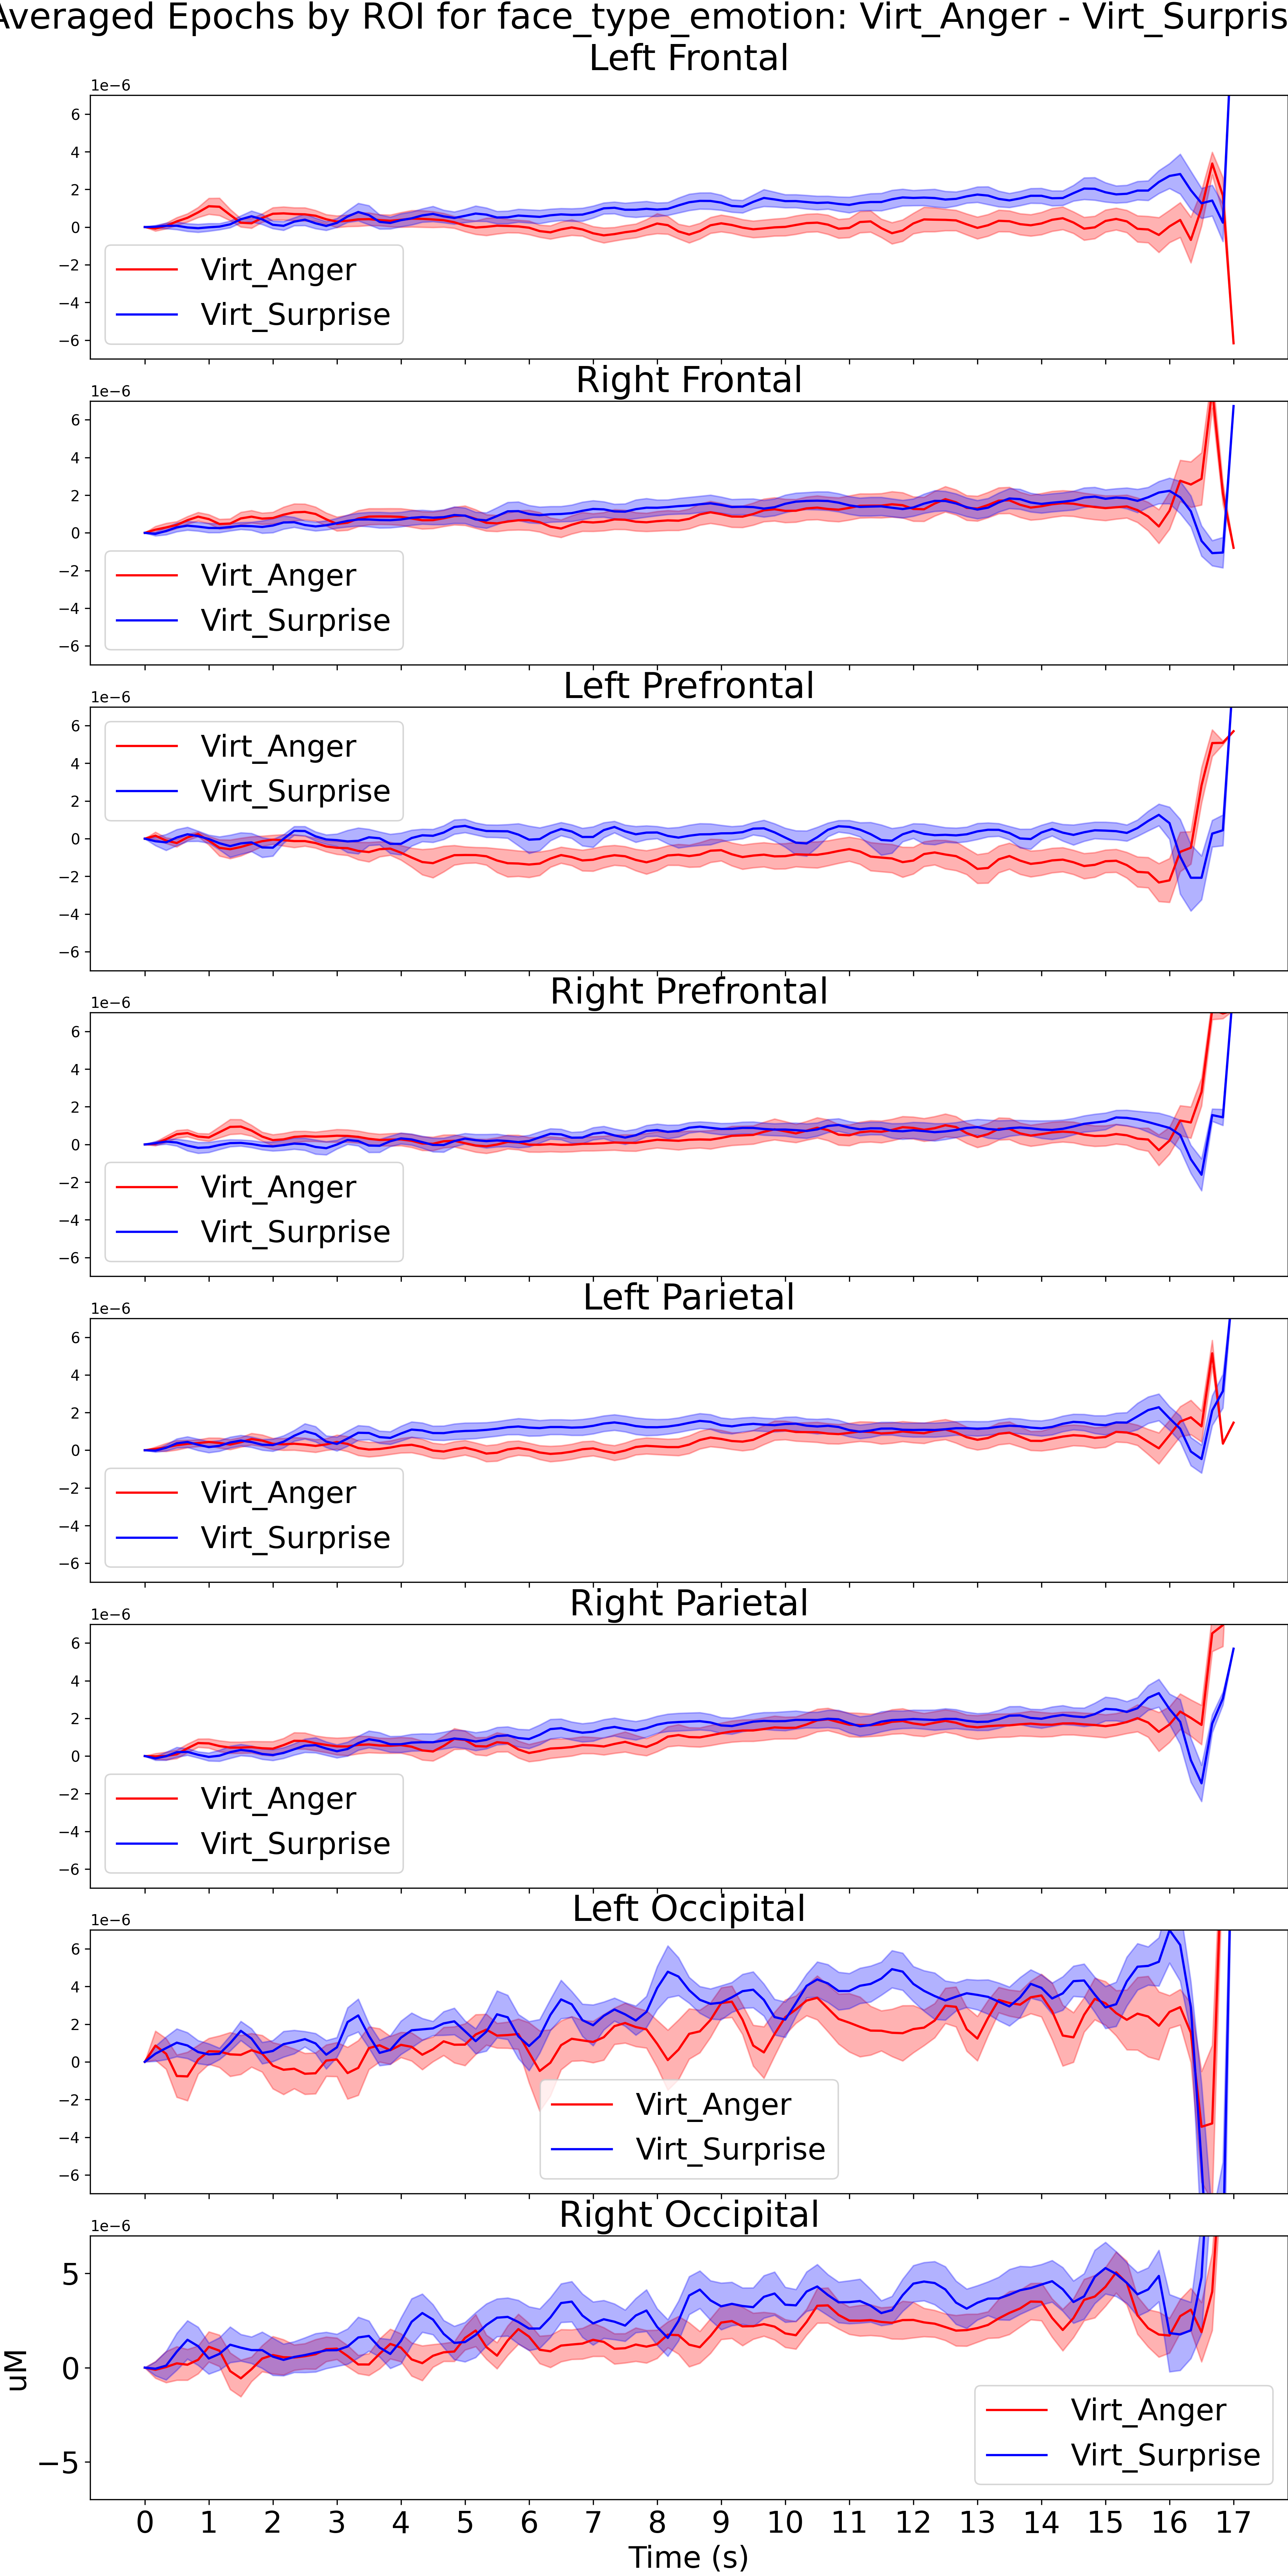 Averaged Epochs by ROI for face_type_emotion: Virt_Anger - Virt_Surpris
Left Frontal
1e−6
6
4
2
0
−2
−4
−6
Virt_Anger
Virt_Surprise
Right Frontal
1e−6
6
4
2
0
−2
−4
−6
Virt_Anger
Virt_Surprise
Left Prefrontal
1e−6
6
4
2
0
−2
−4
−6
Virt_Anger
Virt_Surprise
Right Prefrontal
1e−6
6
4
2
0
−2
−4
−6
Virt_Anger
Virt_Surprise
Left Parietal
1e−6
6
4
2
0
−2
−4
−6
Virt_Anger
Virt_Surprise
Right Parietal
1e−6
6
4
2
0
−2
−4
−6
Virt_Anger
Virt_Surprise
Left Occipital
1e−6
6
4
2
0
−2
−4
−6
Virt_Anger
Virt_Surprise
Right Occipital
1e−6
5
0
−5
uM
Virt_Anger
Virt_Surprise
0 1 2 3 4 5 6 7 8 9 10 11 12 13 14 15 16 17
Time (s)